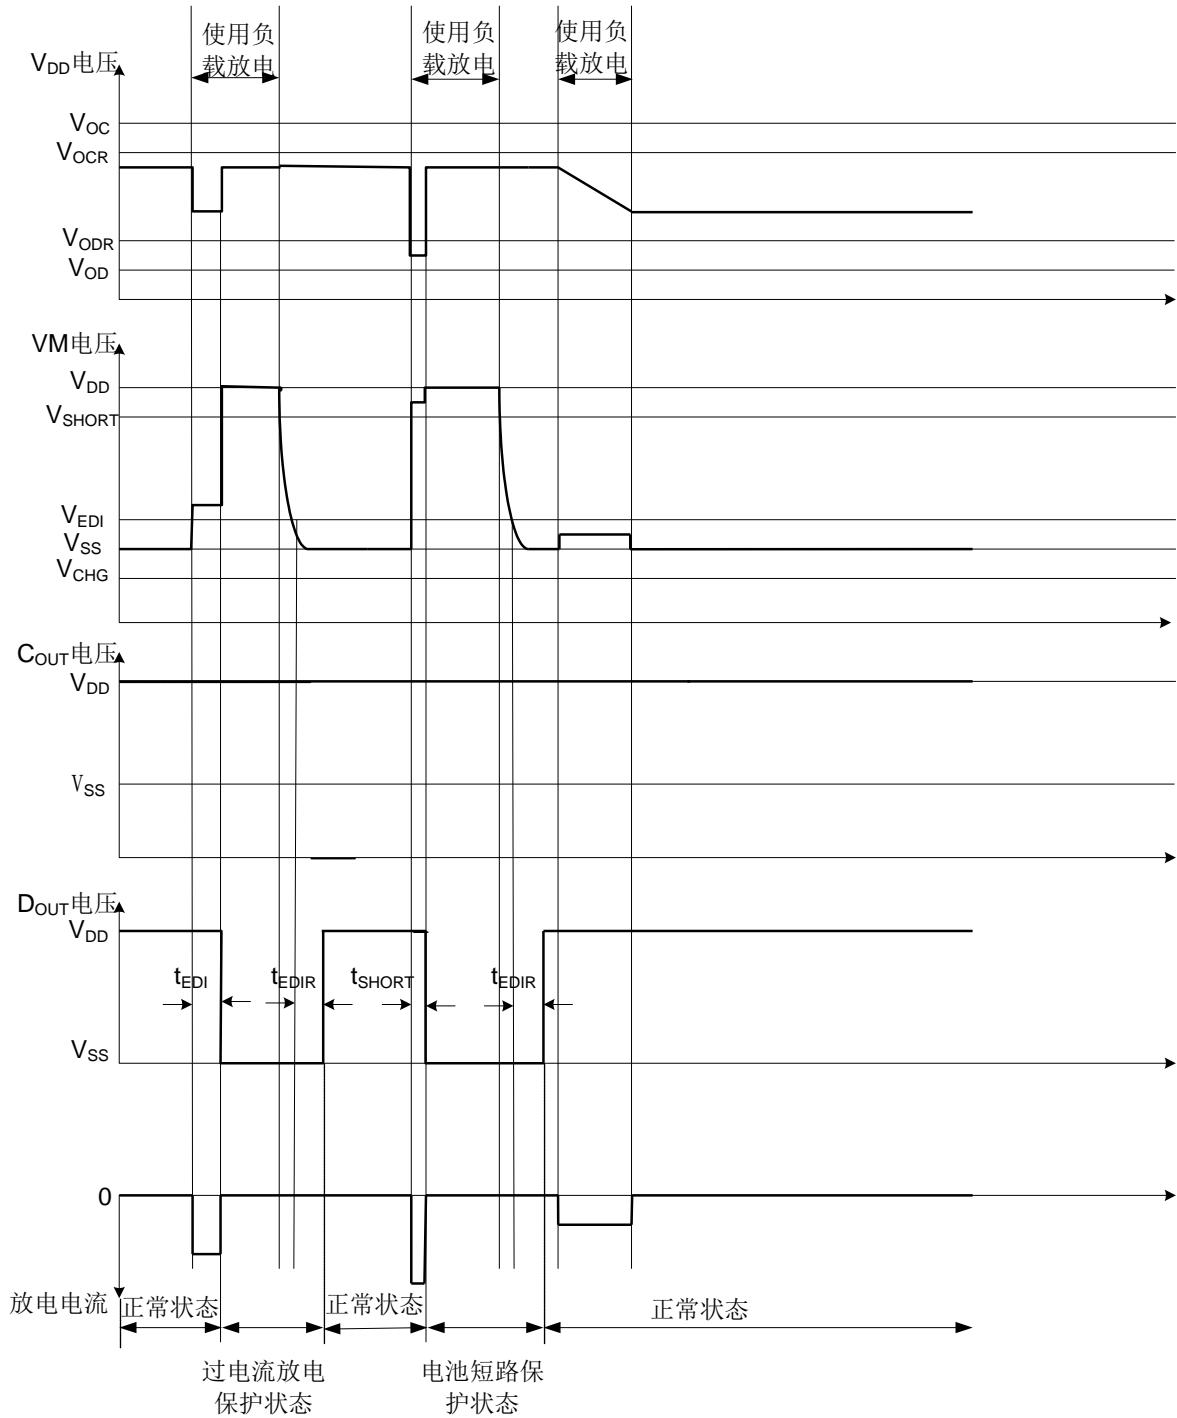 使用负
载放电
使用负
载放电
使用负
载放电
VDD电压
VOC
VOCR
VODR
VOD
VM电压
VDD
VSHORT
VEDI
VSS
VCHG
COUT电压
VDD
VSS
DOUT电压
VDD
tEDI
tEDIR
tSHORT
tEDIR
VSS
0
放电电流
正常状态
正常状态
正常状态
过电流放电
保护状态
电池短路保
护状态